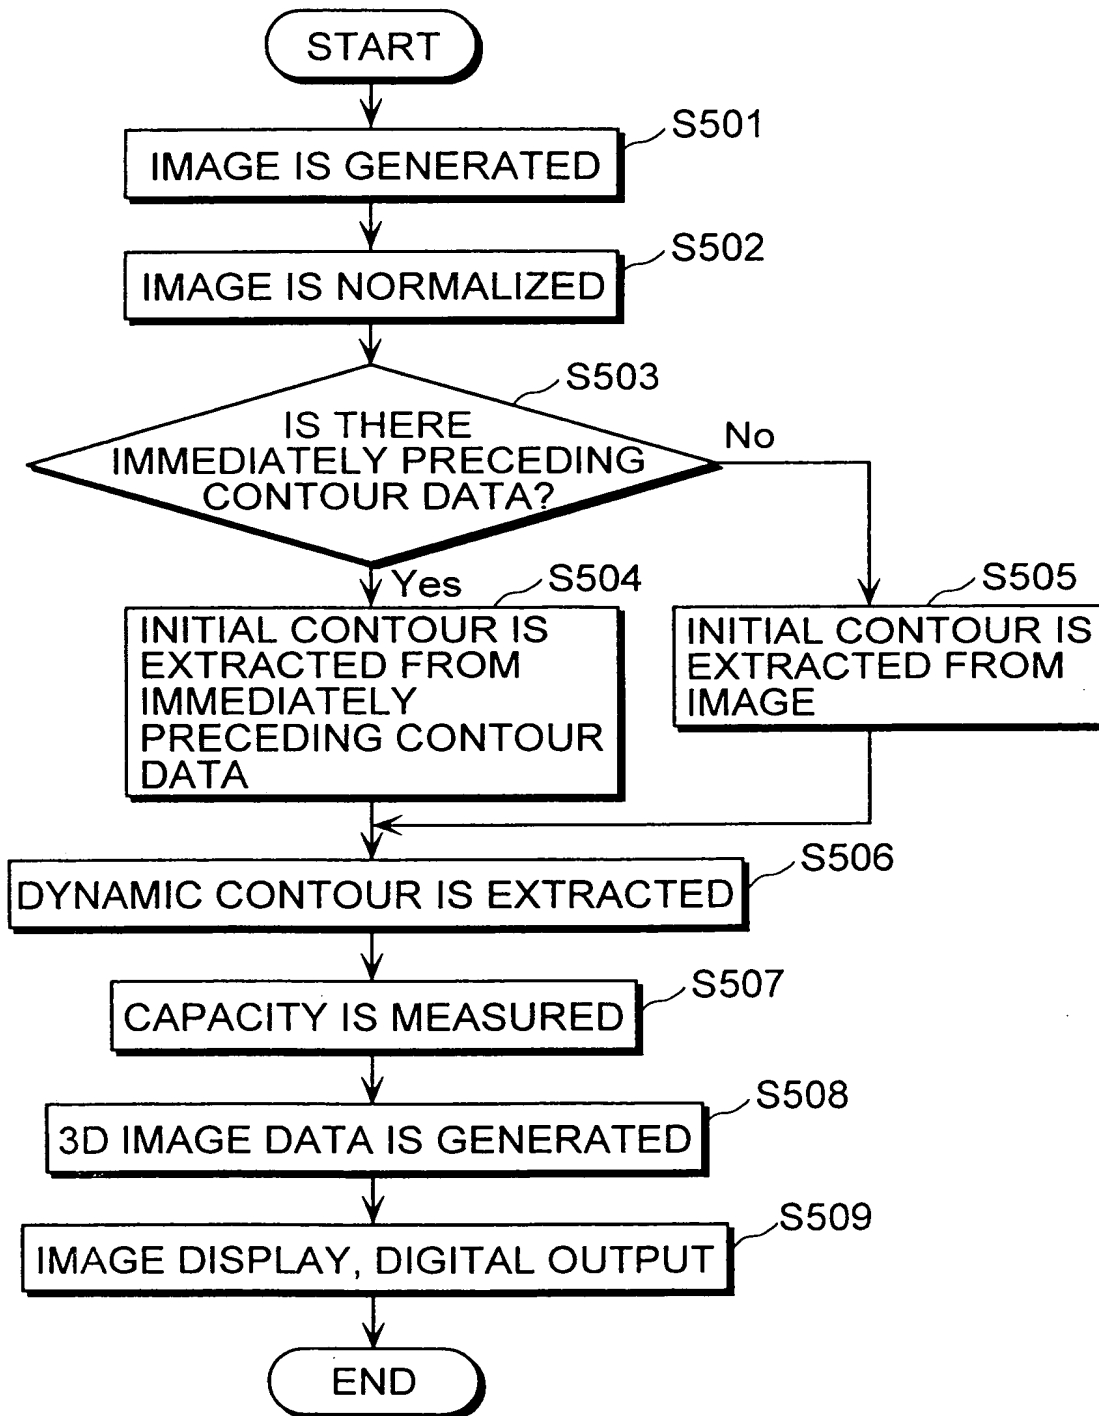 START
S501
IMAGE IS GENERATED
S502
IMAGE IS NORMALIZED
S503
IS THERE
IMMEDIATELY PRECEDING
CONTOUR DATA?
No
Yes
S504
INITIAL CONTOUR IS
EXTRACTED FROM
IMMEDIATELY
PRECEDING CONTOUR
DATA
S505
INITIAL CONTOUR IS
EXTRACTED FROM
IMAGE
S506
DYNAMIC CONTOUR IS EXTRACTED
S507
CAPACITY IS MEASURED
S508
3D IMAGE DATA IS GENERATED
S509
IMAGE DISPLAY, DIGITAL OUTPUT
END